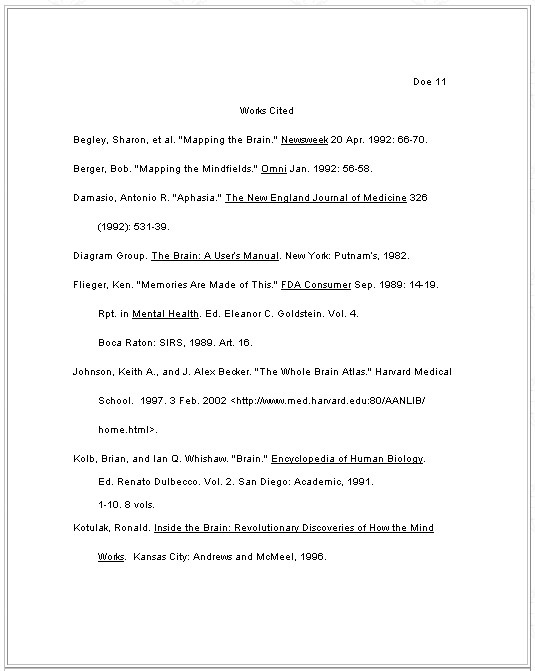 Doe 11
Works Cited
Begley, Sharon, et al. "Mapping the Brain." Newsweek 20 Apr. 1992: 66-70.
Berger, Bob. "Mapping the Mindfields." Omni Jan. 1992: 56-58.
Damasio, Antonio R. "Aphasia." The New England Journal of Medicine 326
(1992): 531-39.
Diagram Group. The Brain: A User's Manual. New York: Putnam's, 1982.
Flieger, Ken. "Memories Are Made of This." FDA Consumer Sep. 1989: 14-19.
Rpt. in Mental Health. Ed. Eleanor C. Goldstein. Vol. 4.
Boca Raton: SIRS, 1989. Art. 16.
Johnson, Keith A., and J. Alex Becker. "The Whole Brain Atlas." Harvard Medical
School. 1997. 3 Feb. 2002 <http://www.med.harvard.edu:80/AANLIB/
home.html>.
Kolb, Brian, and Ian Q. Whishaw. "Brain." Encyclopedia of Human Biology.
Ed. Renato Dulbecco. Vol. 2. San Diego: Academic, 1991.
1-10. 8 vols.
Kotulak, Ronald. Inside the Brain: Revolutionary Discoveries of How the Mind
Works. Kansas City: Andrews and McMeel, 1996.